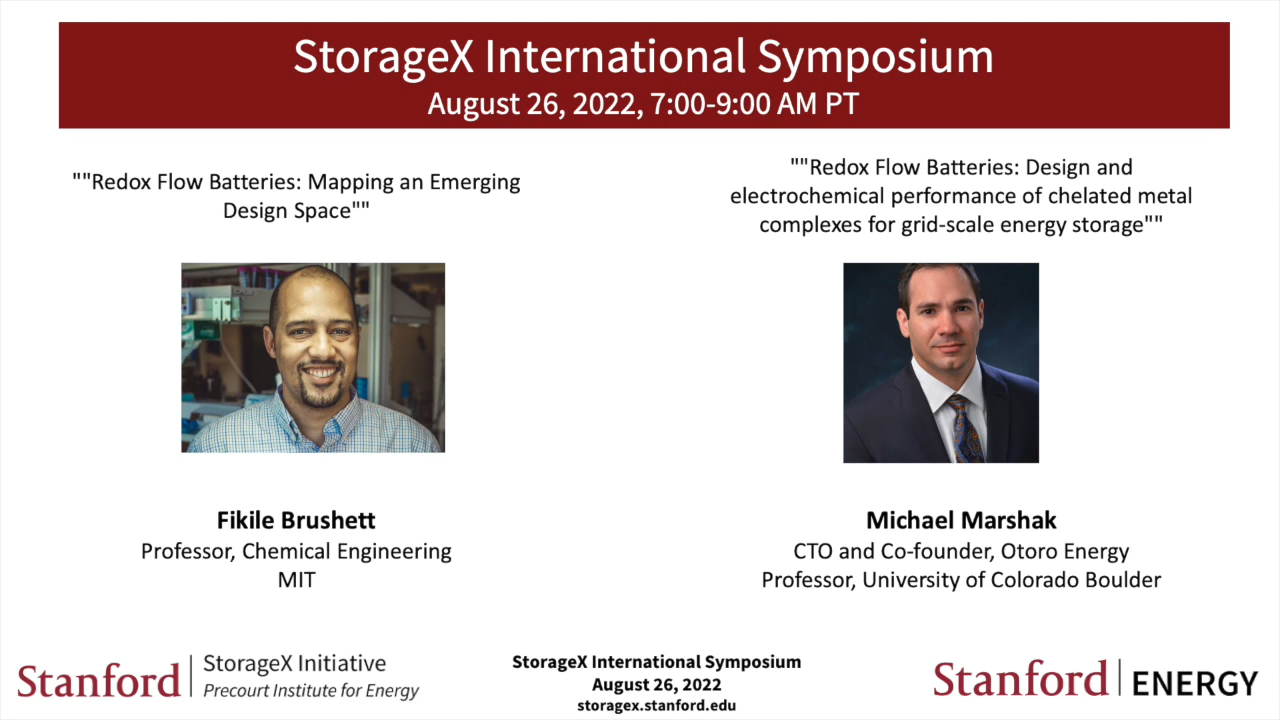 StorageX International Symposium
August 26, 2022, 7:00-9:00 AM PT
""Redox Flow Batteries: Mapping an Emerging
Design Space""
""Redox Flow Batteries: Design and
electrochemical performance of chelated metal
complexes for grid-scale energy storage""
Fikile Brushett
Professor, Chemical Engineering
MIT
Michael Marshak
CTO and Co-founder, Otoro Energy
Professor, University of Colorado Boulder
Stanford
StorageX Initiative
Precourt Institute for Energy
StorageX International Symposium
August 26, 2022
storagex.stanford.edu
Stanford ENERGY